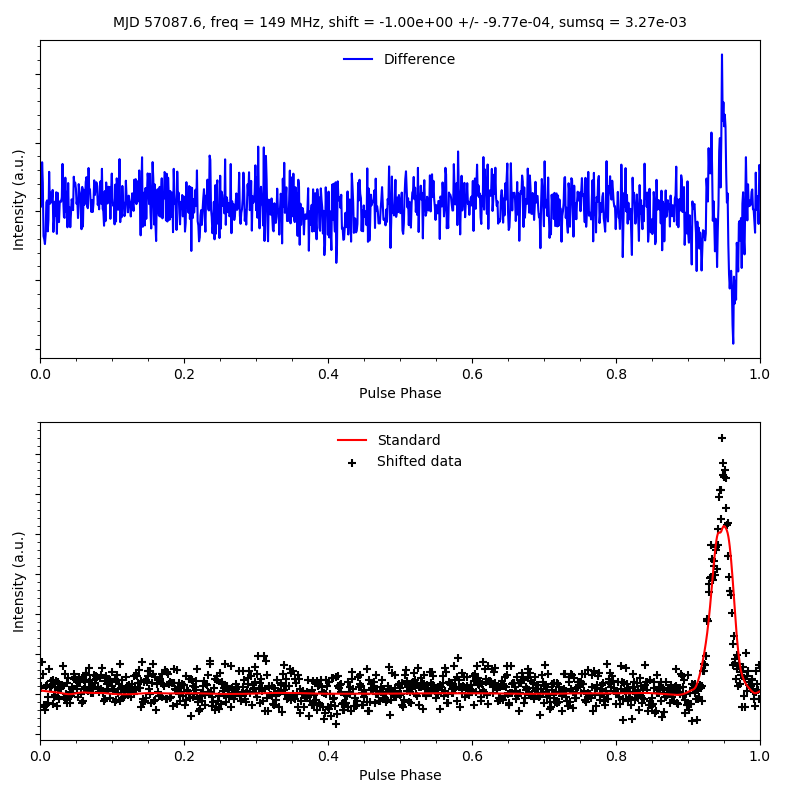 MJD 57087.6, freq = 149 MHz, shift = -1.00e+00 +/- -9.77e-04, sumsq = 3.27e-03
Difference
Intensity (a.u.)
0.0 0.2 0.4 0.6 0.8 1.0
Pulse Phase
Standard
Shifted data
Intensity (a.u.)
0.0 0.2 0.4 0.6 0.8 1.0
Pulse Phase